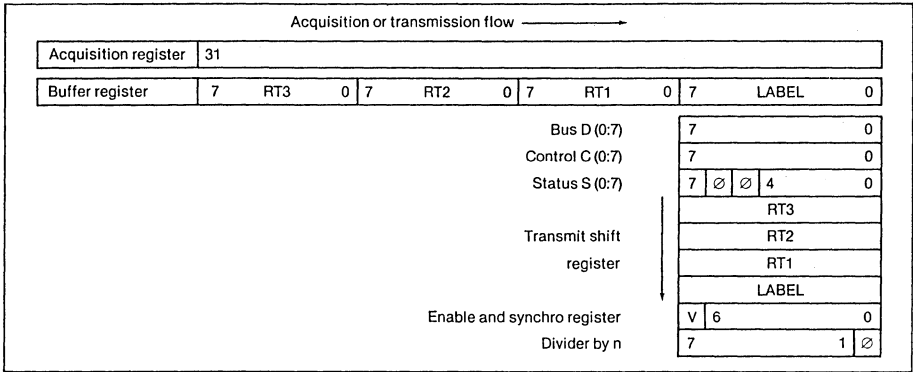 Acquisition or transmission flow
Acquisition register 31
Buffer register 7 RT3 0 7 RT2 0 7 RT1 0 7 LABEL 0
Bus D (0:7) 7 0
Control C (0:7) 7 0
Status S (0:7) 7 ∅ ∅ 4 0
RT3
Transmit shift RT2
register RT1
LABEL
Enable and synchro register V 6 0
Divider by n 7 1 ∅